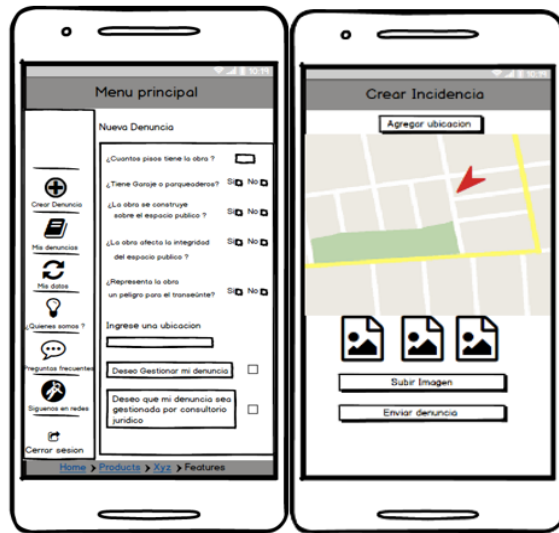 10:19
Menu principal
Nueva Denuncia
¿Cuantos pisos tiene la obra ?
¿Tiene Garaje o parqueaderos? Si No
¿La obra se construye
sobre el espacio publico ? Si No
¿La obra afecta la integridad Si No
del espacio publico ?
¿Representa la obra
un peligro para el transeúnte? Si No
Ingrese una ubicacion
Deseo Gestionar mi denuncia
Deseo que mi denuncia sea
gestionada por consultorio
juridico
Crear Denuncio
Mis denuncias
Mis datos
¿Quienes somos ?
Preguntas frecuentes
Siguenos en redes
Cerrar sesion
Home > Products > Xyz > Features
10:19
Crear Incidencia
Agregar ubicacion
Subir Imagen
Enviar denuncia